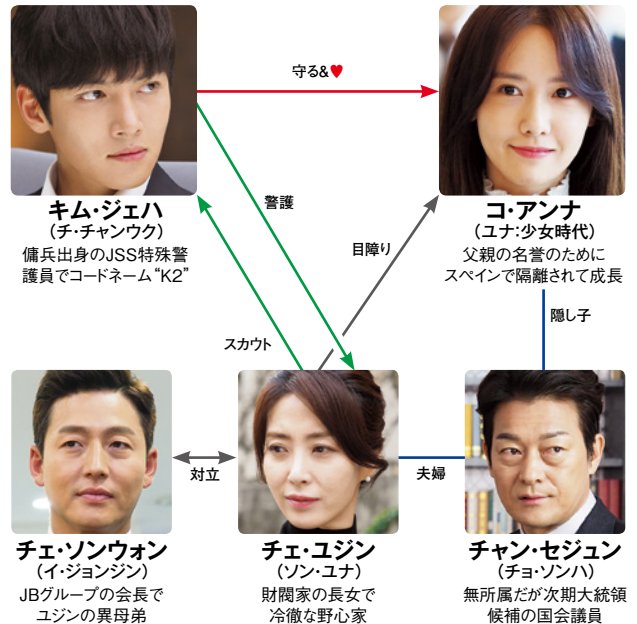 守る&♥
キム・ジェハ
（チ・チャンウク）
傭兵出身のJSS特殊警
護員でコードネーム“K2”
コ・アンナ
（ユナ：少女時代）
父親の名誉のために
スペインで隔離されて成長
警護
目障り
スカウト
隠し子
対立
夫婦
チェ・ソンウォン
（イ・ジョンジン）
JBグループの会長で
ユジンの異母弟
チェ・ユジン
（ソン・ユナ）
財閥家の長女で
冷徹な野心家
チャン・セジュン
（チョ・ソンハ）
無所属だが次期大統領
候補の国会議員